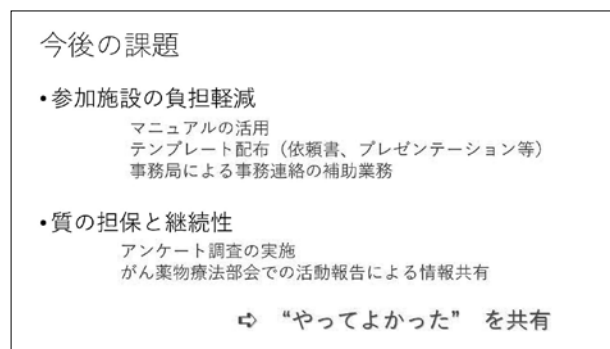 今後の課題
•参加施設の負担軽減
マニュアルの活用
テンプレート配布（依頼書、プレゼンテーション等）
事務局による事務連絡の補助業務
•質の担保と継続性
アンケート調査の実施
がん薬物療法部会での活動報告による情報共有
➪ “やってよかった” を共有